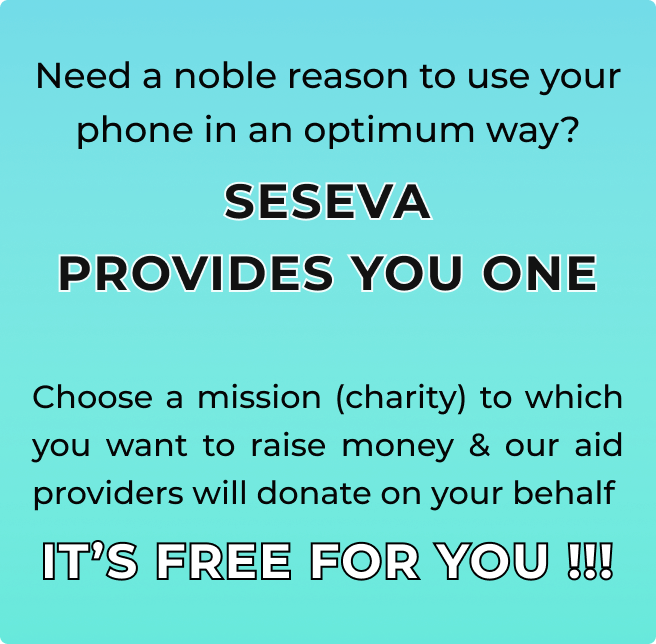 Need a noble reason to use your
phone in an optimum way?
SESEVA
PROVIDES YOU ONE
Choose a mission (charity) to which
you want to raise money & our aid
providers will donate on your behalf
IT’S FREE FOR YOU !!!